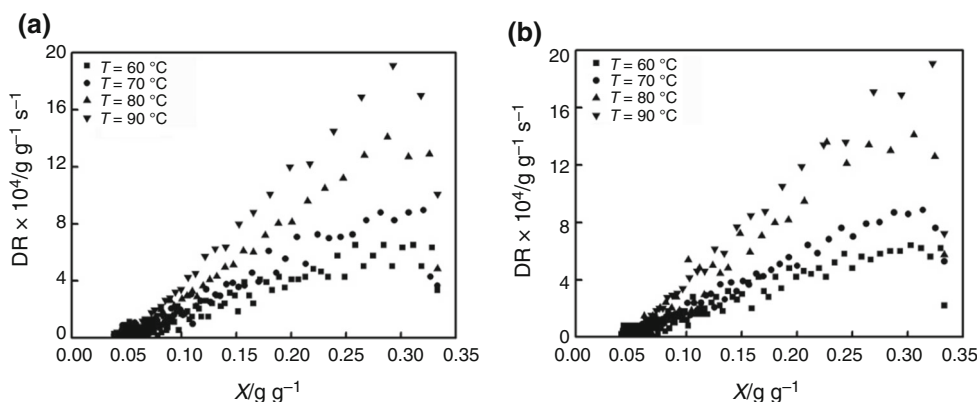 (a)
20
16
12
8
4
0
DR × 10⁴/g g⁻¹ s⁻¹
T = 60 °C
T = 70 °C
T = 80 °C
T = 90 °C
0.00 0.05 0.10 0.15 0.20 0.25 0.30 0.35
X/g g⁻¹
(b)
20
16
12
8
4
0
DR × 10⁴/g g⁻¹ s⁻¹
T = 60 °C
T = 70 °C
T = 80 °C
T = 90 °C
0.00 0.05 0.10 0.15 0.20 0.25 0.30 0.35
X/g g⁻¹